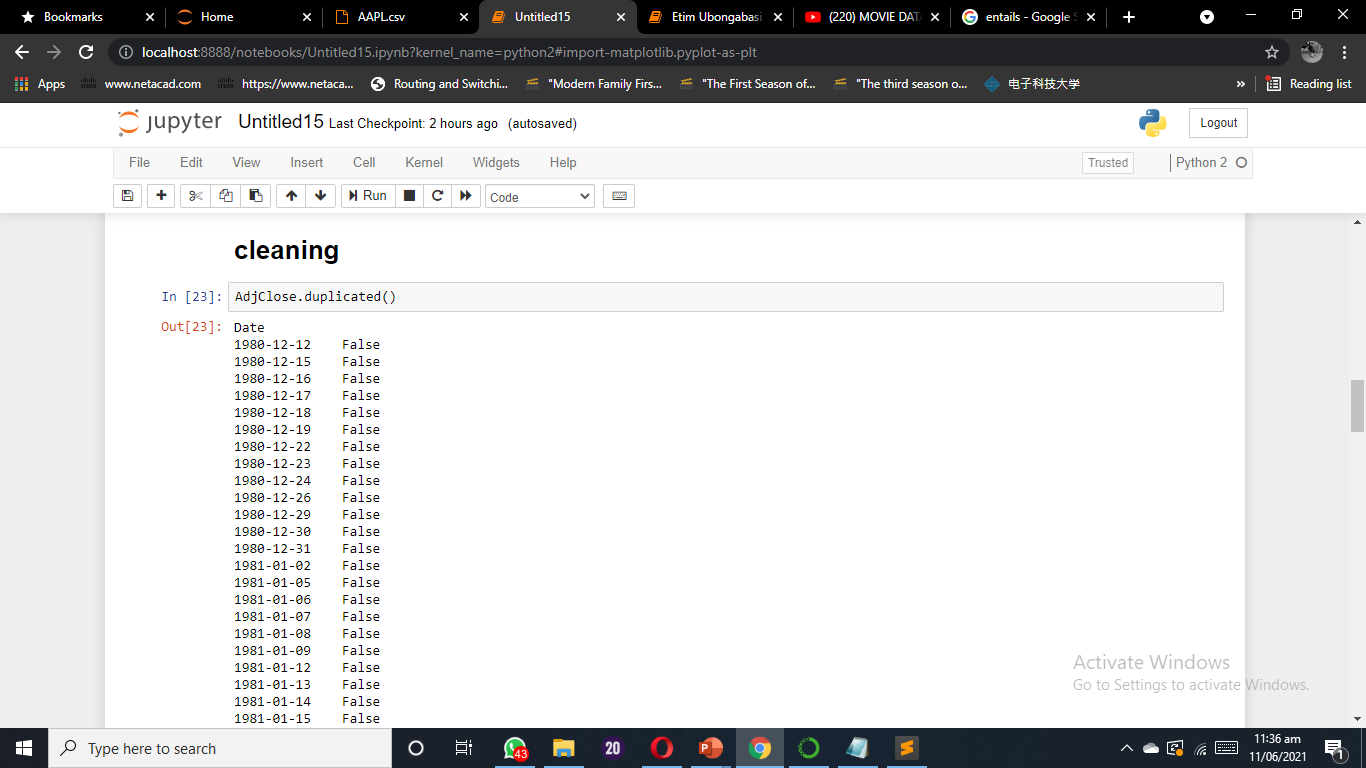 Bookmarks
Home
AAPL.csv
Untitled15
Etim Ubongabasi
(220) MOVIE DATA
entails - Google S
localhost:8888/notebooks/Untitled15.ipynb?kernel_name=python2#import-matplotlib.pyplot-as-plt
Apps
www.netacad.com
https://www.netaca...
Routing and Switchi...
"Modern Family Firs...
"The First Season of...
"The third season o...
电子科技大学
»
Reading list
jupyter Untitled15 Last Checkpoint: 2 hours ago (autosaved)
Logout
File Edit View Insert Cell Kernel Widgets Help
Trusted
Python 2
Run
Code
cleaning
In [23]: AdjClose.duplicated()
Out[23]: Date
1980-12-12 False
1980-12-15 False
1980-12-16 False
1980-12-17 False
1980-12-18 False
1980-12-19 False
1980-12-22 False
1980-12-23 False
1980-12-24 False
1980-12-26 False
1980-12-29 False
1980-12-30 False
1980-12-31 False
1981-01-02 False
1981-01-05 False
1981-01-06 False
1981-01-07 False
1981-01-08 False
1981-01-09 False
1981-01-12 False
1981-01-13 False
1981-01-14 False
1981-01-15 False
Activate Windows
Go to Settings to activate Windows.
Type here to search
43
20
11:36 am
11/06/2021
1